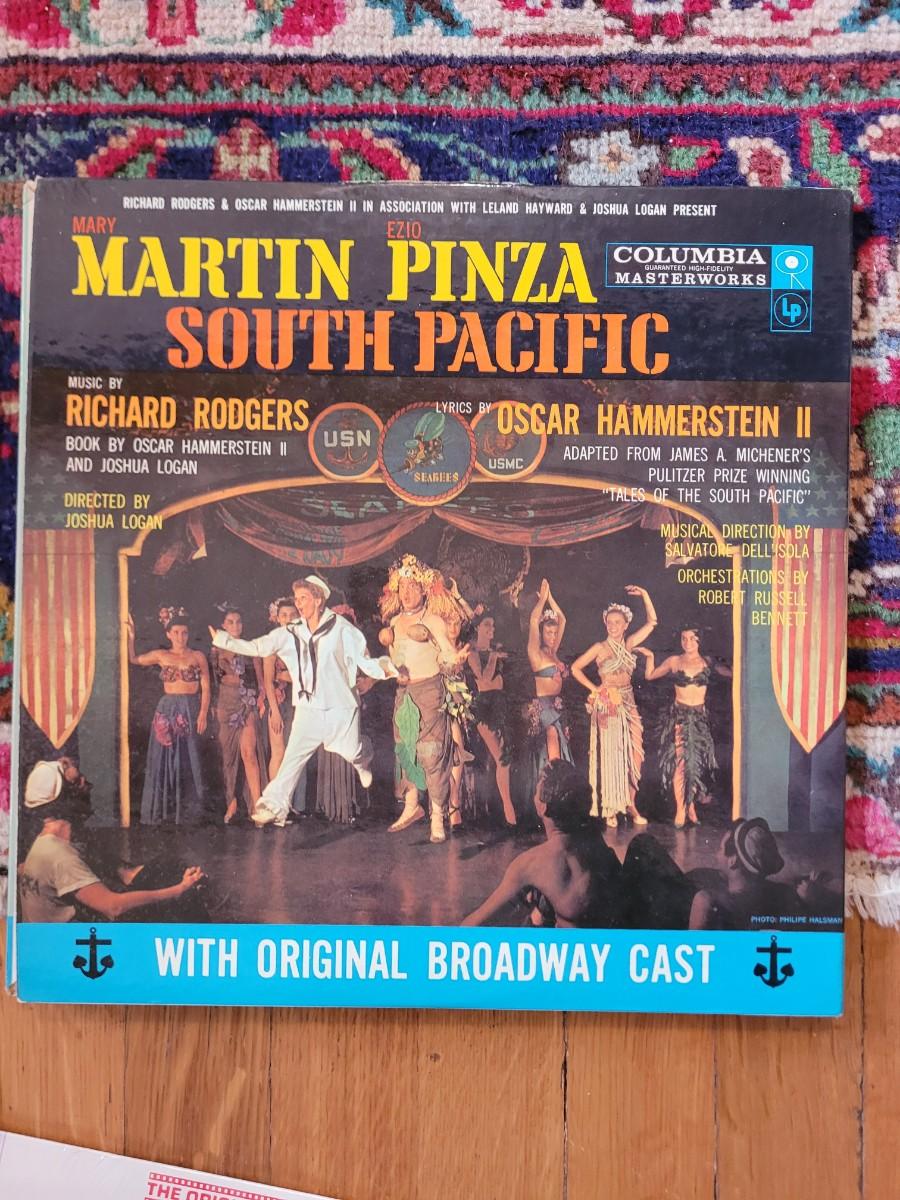 RICHARD RODGERS & OSCAR HAMMERSTEIN II IN ASSOCIATION WITH LELAND HAYWARD & JOSHUA LOGAN PRESENT
MARY EZIO
MARTIN PINZA
COLUMBIA
GUARANTEED HIGH-FIDELITY
MASTERWORKS
Lp
SOUTH PACIFIC
MUSIC BY
RICHARD RODGERS
BOOK BY OSCAR HAMMERSTEIN II
AND JOSHUA LOGAN
DIRECTED BY
JOSHUA LOGAN
USN
SEABEES
USMC
LYRICS BY OSCAR HAMMERSTEIN II
ADAPTED FROM JAMES A. MICHENER'S
PULITZER PRIZE WINNING
"TALES OF THE SOUTH PACIFIC"
MUSICAL DIRECTION BY
SALVATORE DELL'ISOLA
ORCHESTRATIONS BY
ROBERT RUSSELL
BENNETT
PHOTO: PHILIPE HALSMAN
WITH ORIGINAL BROADWAY CAST